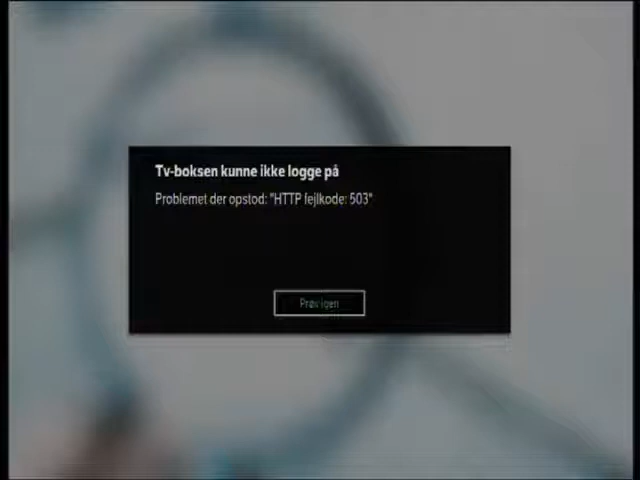 Tv-boksen kunne ikke logge på
Problemet der opstod: "HTTP fejlkode: 503"
Prøv igen